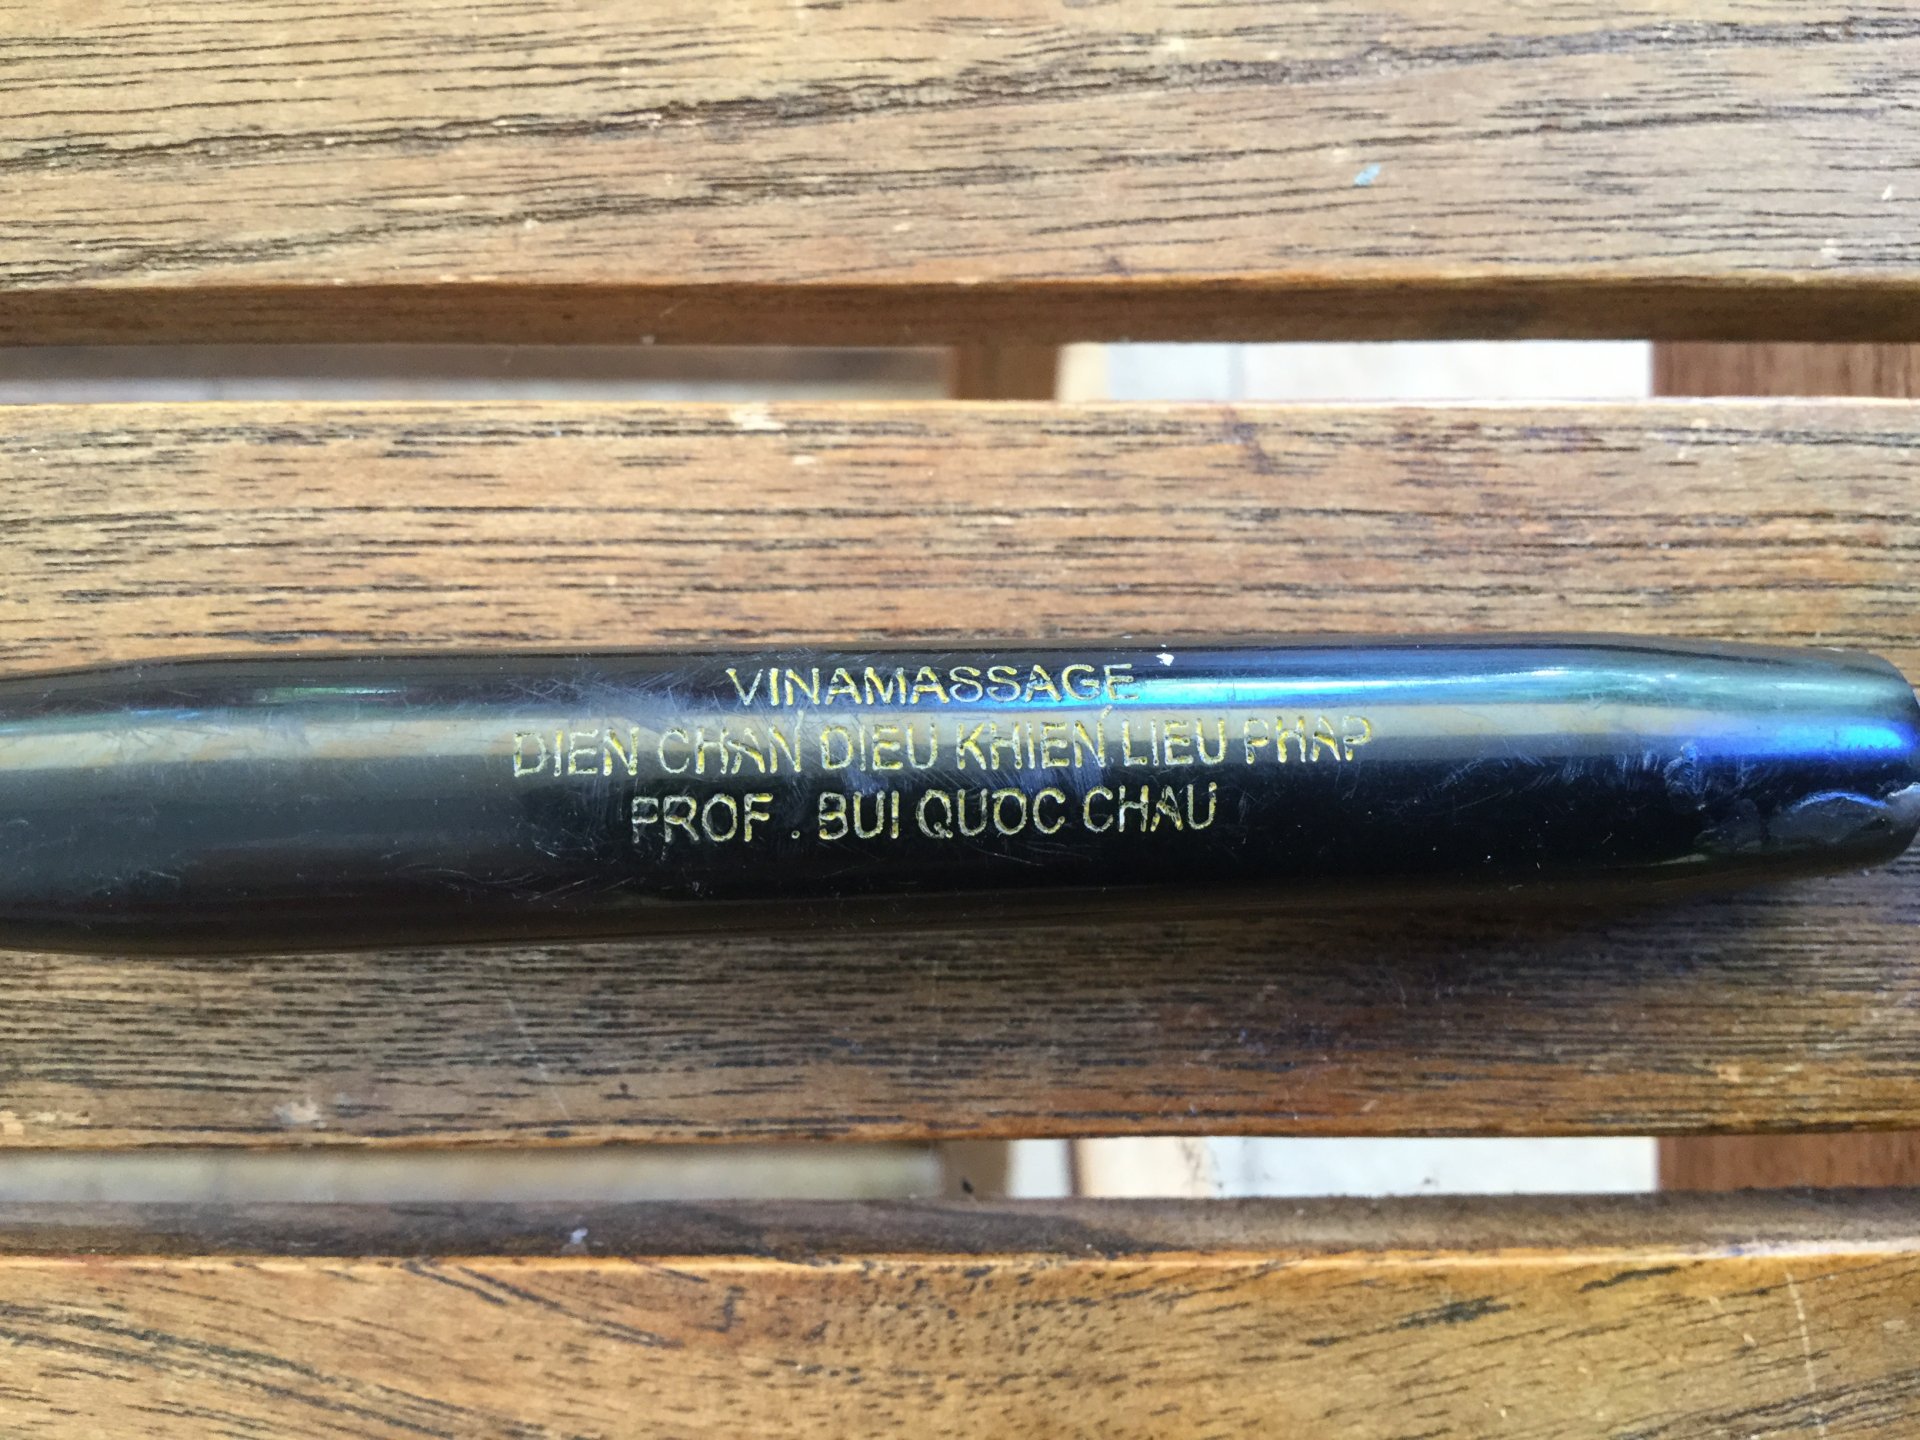 VINAMASSAGE
DIEN CHAN DIEU KHIEN LIEU PHAP
PROF . BUI QUOC CHAU